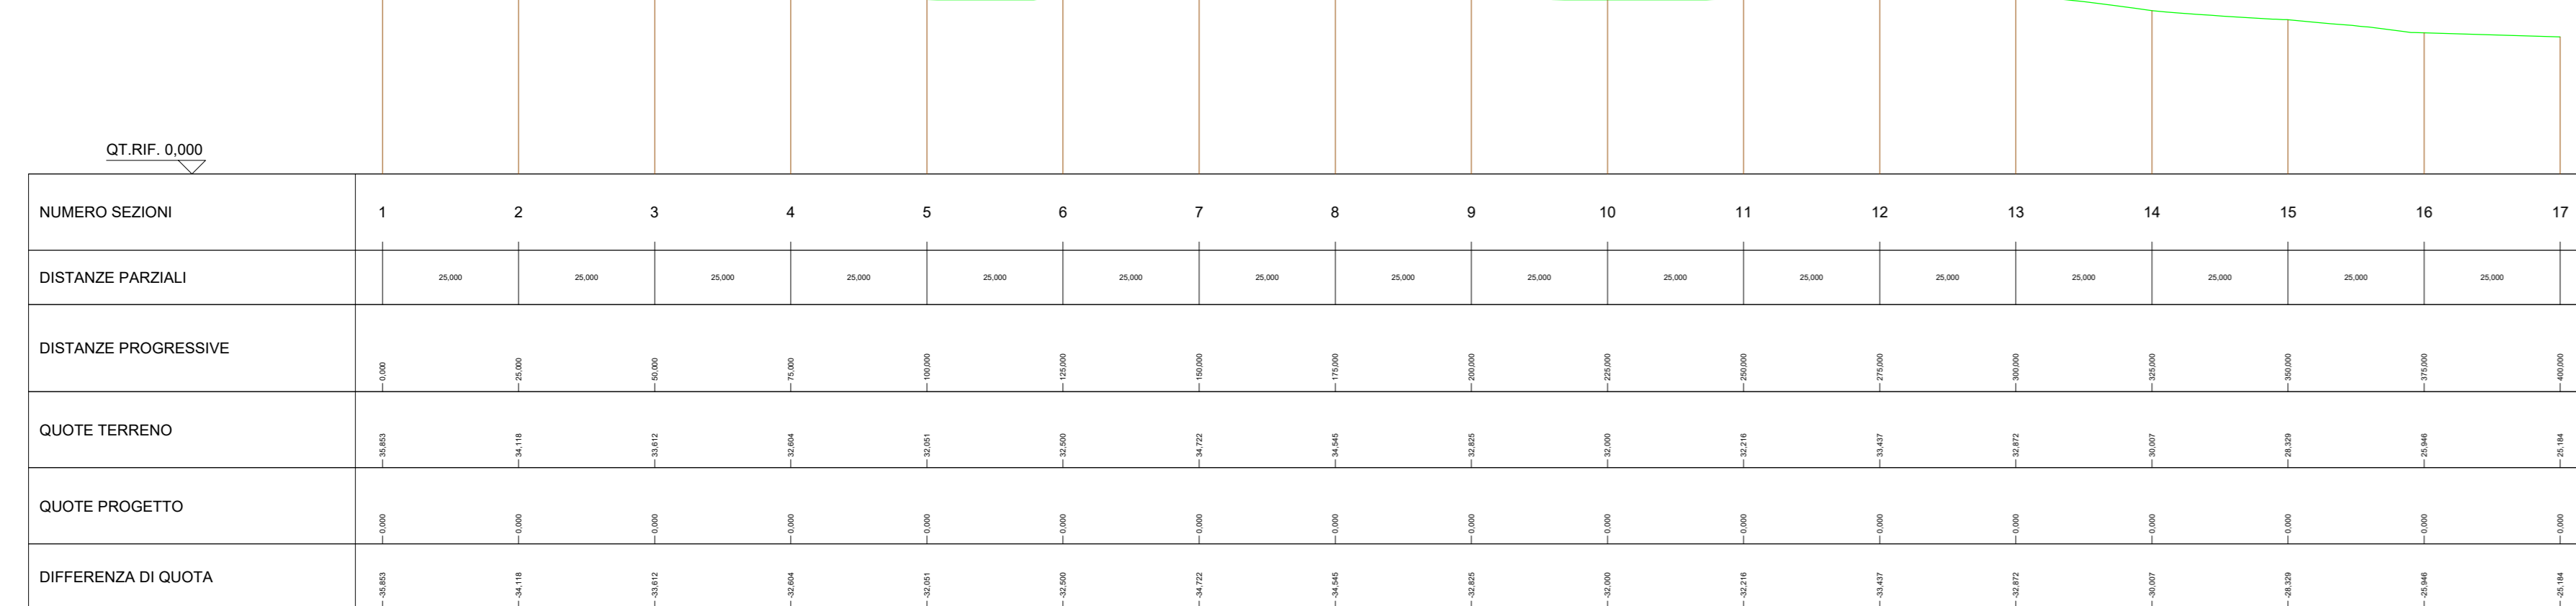 QT.RIF. 0,000
NUMERO SEZIONI 1 2 3 4 5 6 7 8 9 10 11 12 13 14 15 16 17
DISTANZE PARZIALI 25,000 25,000 25,000 25,000 25,000 25,000 25,000 25,000 25,000 25,000 25,000 25,000 25,000 25,000 25,000 25,000
DISTANZE PROGRESSIVE 0,000 25,000 50,000 75,000 100,000 125,000 150,000 175,000 200,000 225,000 250,000 275,000 300,000 325,000 350,000 375,000 400,000
QUOTE TERRENO 35,853 34,118 33,612 32,604 32,051 32,500 34,722 34,545 32,825 32,000 32,216 33,437 32,872 30,007 28,329 25,946 25,184
QUOTE PROGETTO 0,000 0,000 0,000 0,000 0,000 0,000 0,000 0,000 0,000 0,000 0,000 0,000 0,000 0,000 0,000 0,000 0,000
DIFFERENZA DI QUOTA -35,853 -34,118 -33,612 -32,604 -32,051 -32,500 -34,722 -34,545 -32,825 -32,000 -32,216 -33,437 -32,872 -30,007 -28,329 -25,946 -25,184